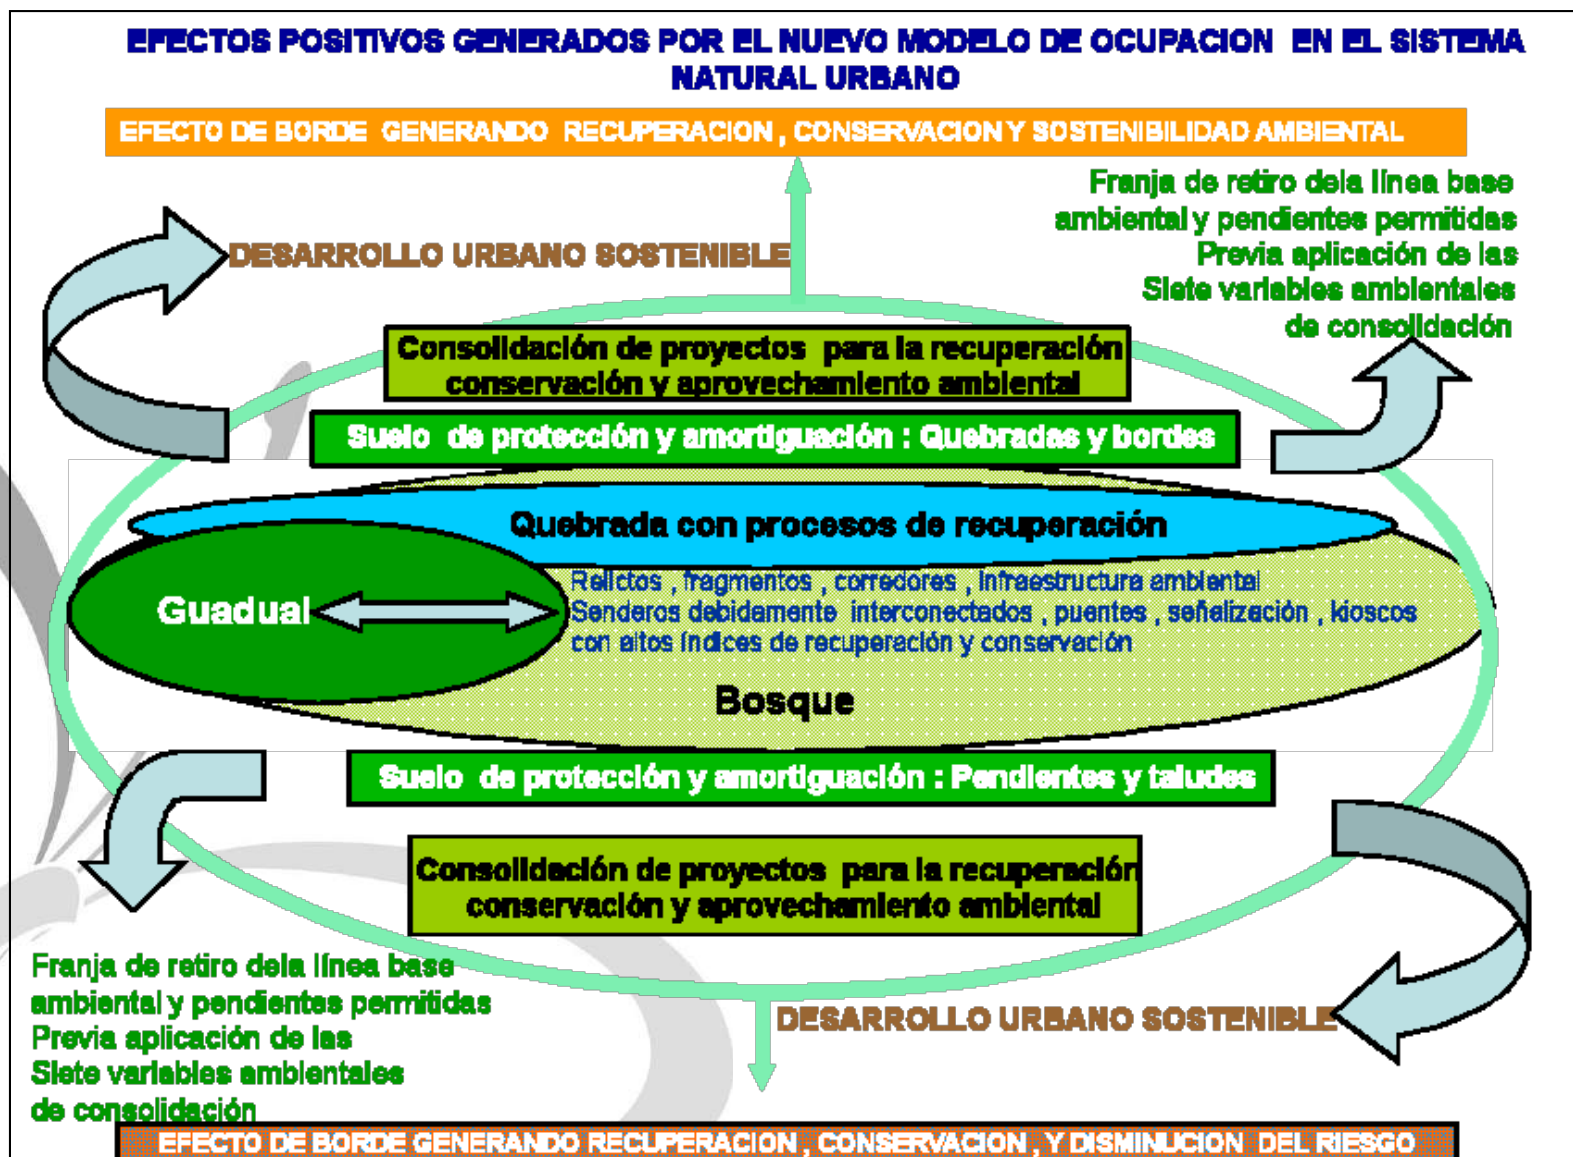 EFECTOS POSITIVOS GENERADOS POR EL NUEVO MODELO DE OCUPACION EN EL SISTEMA
NATURAL URBANO
EFECTO DE BORDE GENERANDO RECUPERACION , CONSERVACION Y SOSTENIBILIDAD AMBIENTAL
Franja de retiro dela línea base
ambiental y pendientes permitidas
Previa aplicación de las
Siete variables ambientales
de consolidación
DESARROLLO URBANO SOSTENIBLE
Consolidación de proyectos para la recuperación
conservación y aprovechamiento ambiental
Suelo de protección y amortiguación : Quebradas y bordes
Quebrada con procesos de recuperación
Relictos , fragmentos , corredores , infraestructura ambiental
Senderos debidamente interconectados , puentes , señalización , kioscos
con altos índices de recuperación y conservación
Guadual
Bosque
Suelo de protección y amortiguación : Pendientes y taludes
Consolidación de proyectos para la recuperación
conservación y aprovechamiento ambiental
Franja de retiro dela línea base
ambiental y pendientes permitidas
Previa aplicación de las
Siete variables ambientales
de consolidación
DESARROLLO URBANO SOSTENIBLE
EFECTO DE BORDE GENERANDO RECUPERACION , CONSERVACION , Y DISMINUCION DEL RIESGO